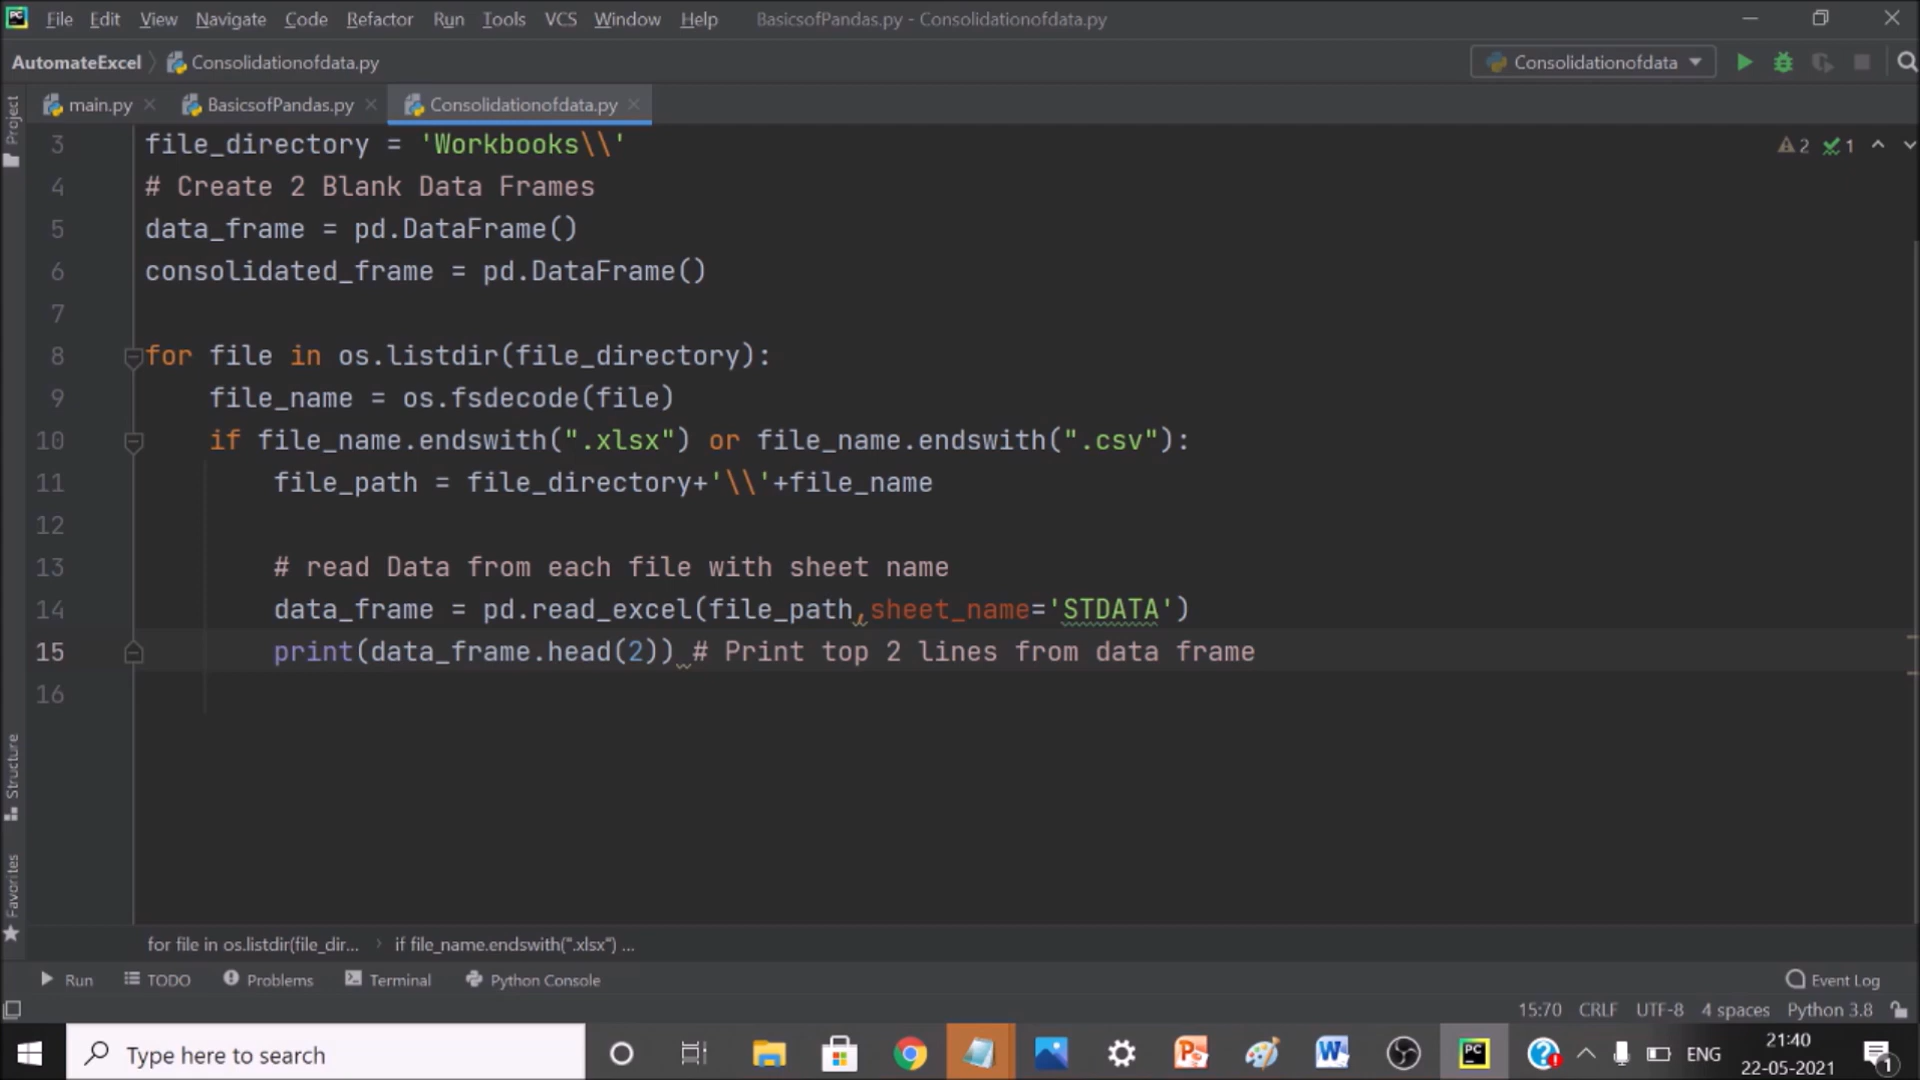 File Edit View Navigate Code Refactor Run Tools VCS Window Help BasicsofPandas.py - Consolidationofdata.py
AutomateExcel Consolidationofdata.py Consolidationofdata
main.py BasicsofPandas.py Consolidationofdata.py
Project
3 file_directory = 'Workbooks\\'
2 1
4 # Create 2 Blank Data Frames
5 data_frame = pd.DataFrame()
6 consolidated_frame = pd.DataFrame()
7
8 for file in os.listdir(file_directory):
9 file_name = os.fsdecode(file)
10 if file_name.endswith(".xlsx") or file_name.endswith(".csv"):
11 file_path = file_directory+'\\'+file_name
12
13 # read Data from each file with sheet name
14 data_frame = pd.read_excel(file_path,sheet_name='STDATA')
15 print(data_frame.head(2)) # Print top 2 lines from data frame
16
Structure
Favorites
for file in os.listdir(file_dir... if file_name.endswith(".xlsx") ...
Run TODO Problems Terminal Python Console Event Log
15:70 CRLF UTF-8 4 spaces Python 3.8
Type here to search
ENG
21:40
22-05-2021
1